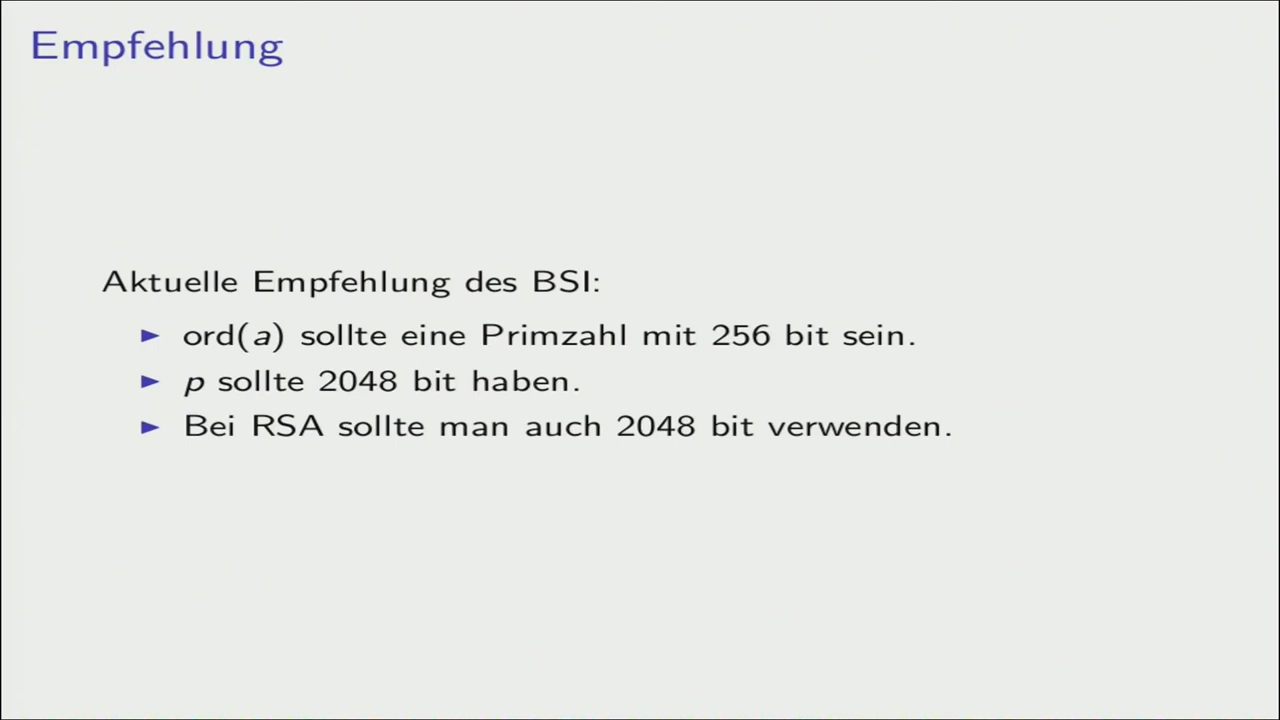 Empfehlung
Aktuelle Empfehlung des BSI:
▶ ord(a) sollte eine Primzahl mit 256 bit sein.
▶ p sollte 2048 bit haben.
▶ Bei RSA sollte man auch 2048 bit verwenden.